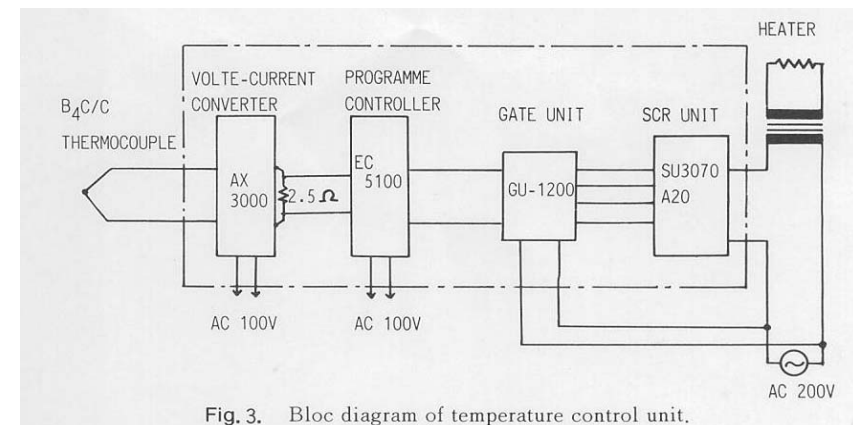 HEATER
VOLTE-CURRENT
CONVERTER
PROGRAMME
CONTROLLER
B₄C/C
THERMOCOUPLE
GATE UNIT
SCR UNIT
AX
3000
2.5Ω
EC
5100
GU-1200
SU3070
A20
AC 100V
AC 100V
AC 200V
Fig. 3. Bloc diagram of temperature control unit.